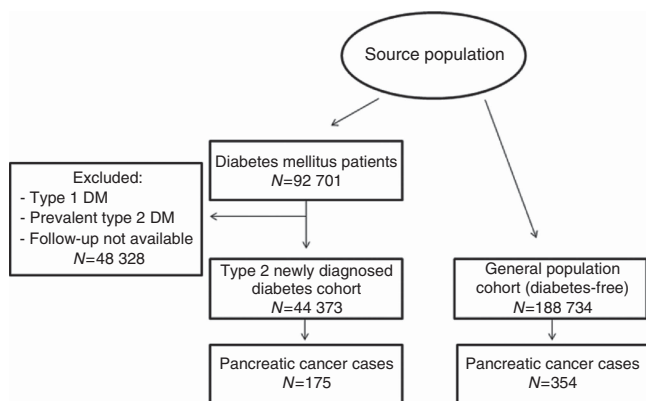 Source population
Diabetes mellitus patients
N=92 701
Excluded:
- Type 1 DM
- Prevalent type 2 DM
- Follow-up not available
N=48 328
Type 2 newly diagnosed
diabetes cohort
N=44 373
General population
cohort (diabetes-free)
N=188 734
Pancreatic cancer cases
N=175
Pancreatic cancer cases
N=354